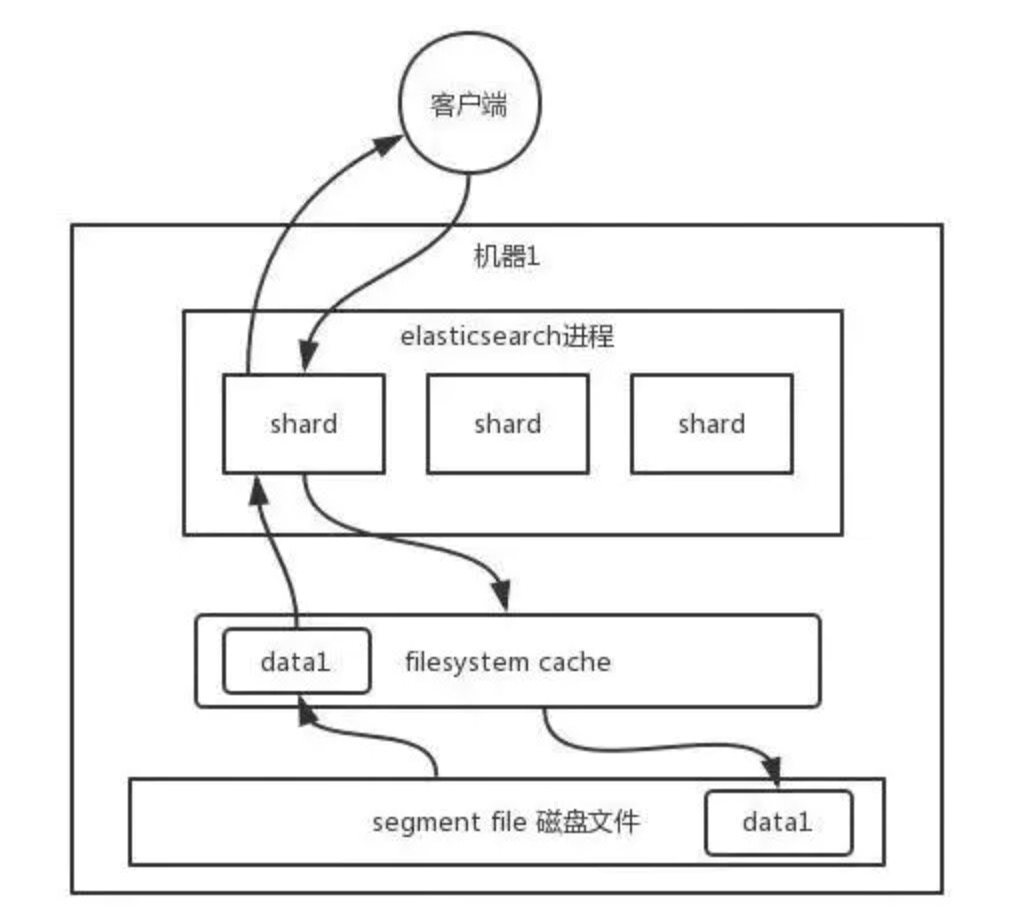 客户端
机器1
elasticsearch进程
shard
shard
shard
data1
filesystem cache
segment file 磁盘文件
data1